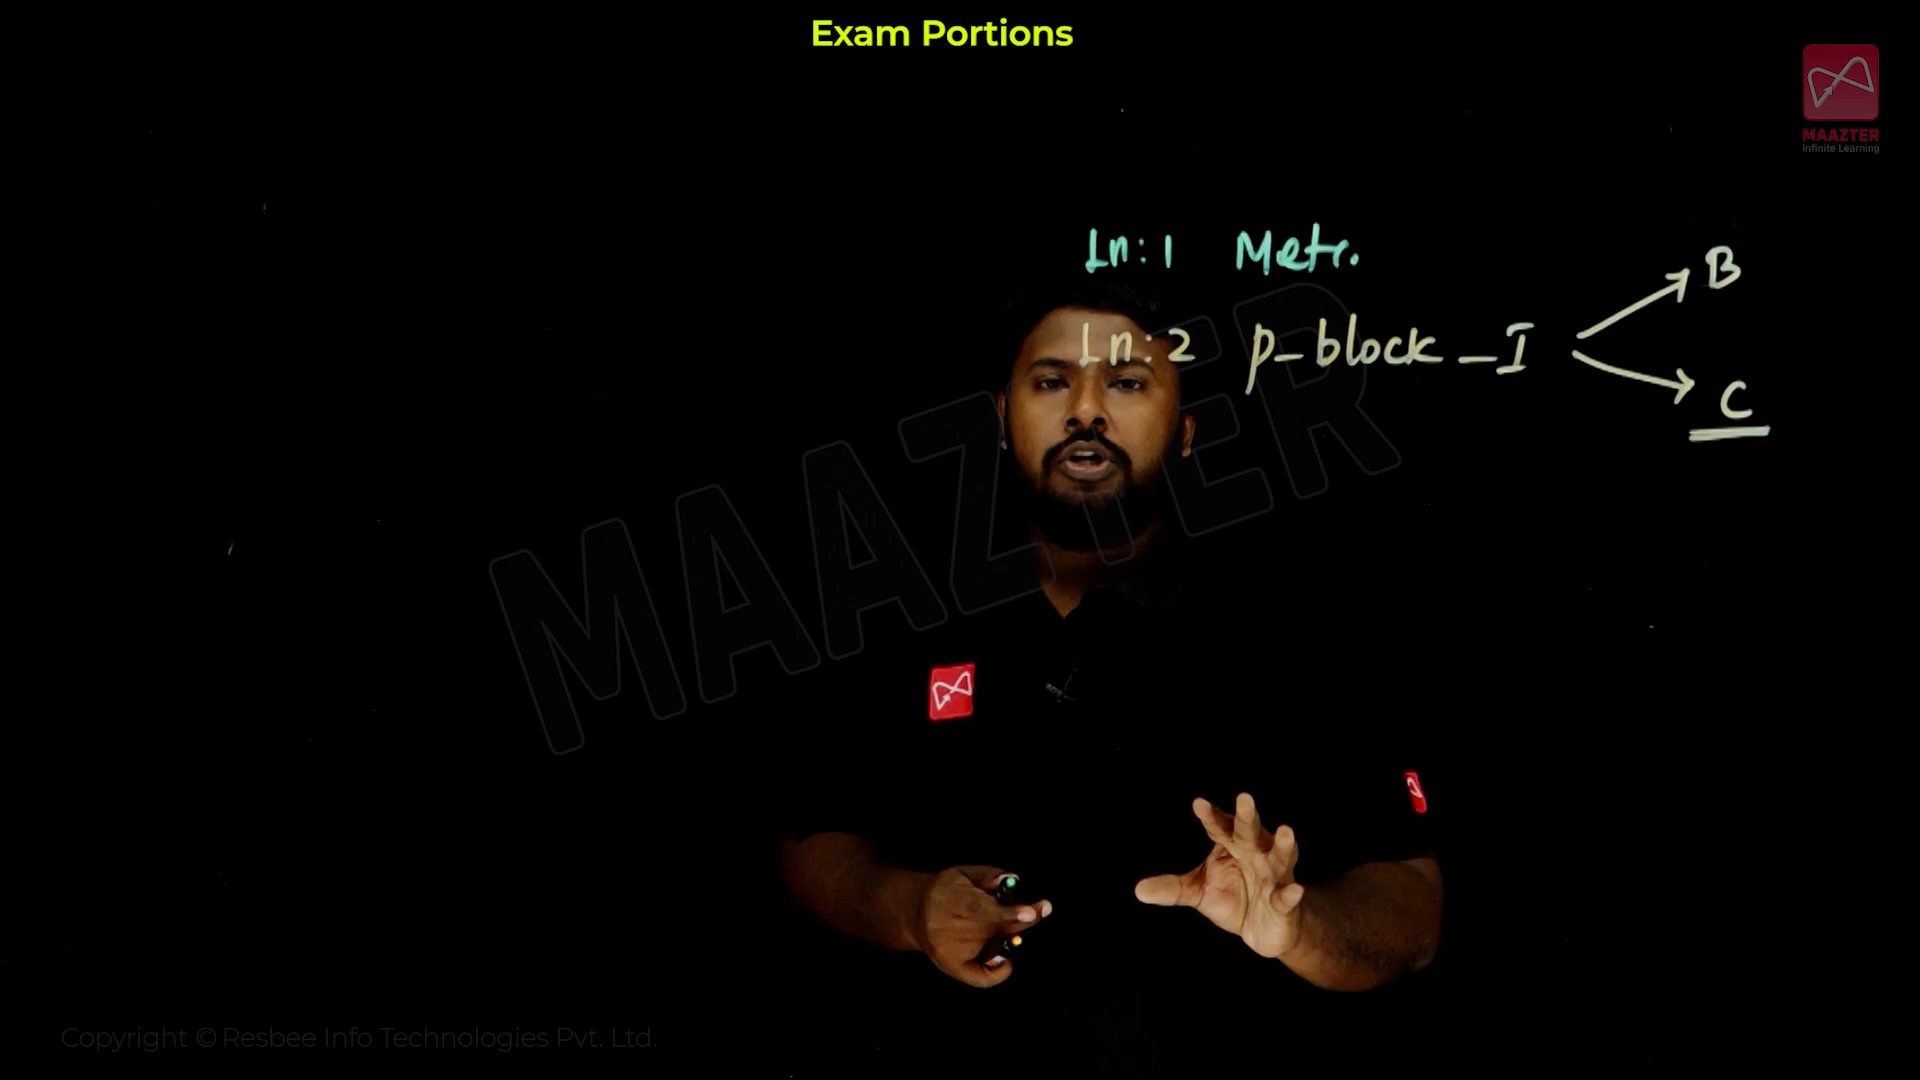 Exam Portions
MAAZTER
Infinite Learning
Ln:1 Metr.
B
Ln:2 p-block-I
C
MAAZTER
Copyright © Resbee Info Technologies Pvt. Ltd.